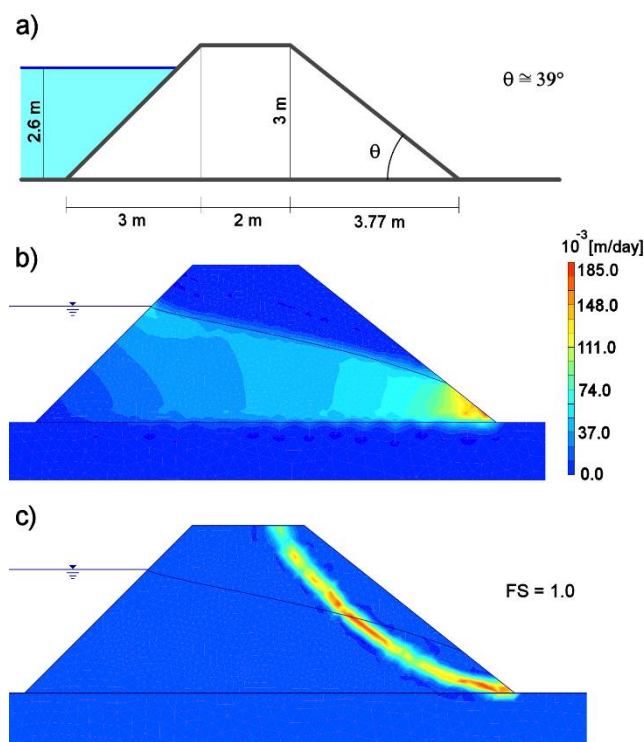 a)
θ ≅ 39°
2.6 m
3 m
θ
3 m
2 m
3.77 m
b)
10⁻³ [m/day]
185.0
148.0
111.0
74.0
37.0
0.0
c)
FS = 1.0